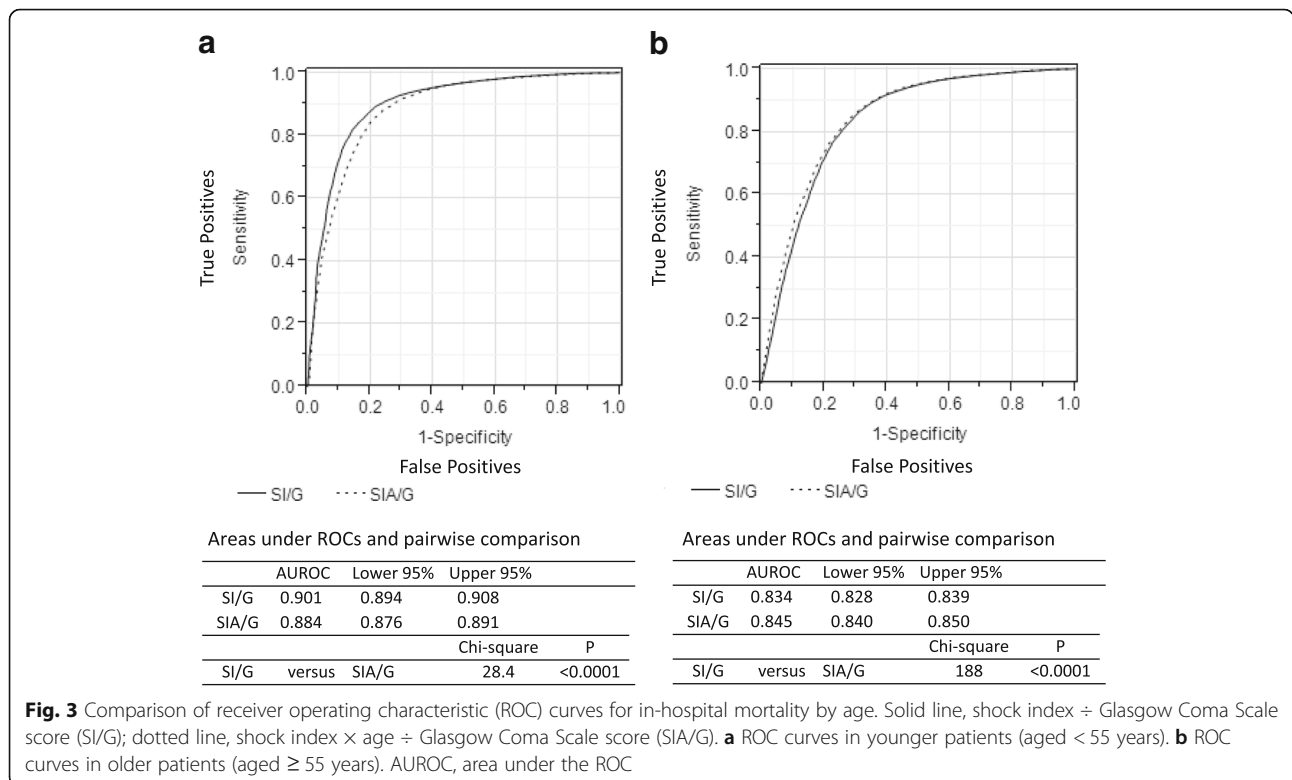 a
1.0
0.8
0.6
0.4
0.2
0.0
True Positives
Sensitivity
0.0 0.2 0.4 0.6 0.8 1.0
1-Specificity
False Positives
SI/G SIA/G
Areas under ROCs and pairwise comparison
AUROC Lower 95% Upper 95%
SI/G 0.901 0.894 0.908
SIA/G 0.884 0.876 0.891
Chi-square P
SI/G versus SIA/G 28.4 <0.0001
b
1.0
0.8
0.6
0.4
0.2
0.0
True Positives
Sensitivity
0.0 0.2 0.4 0.6 0.8 1.0
1-Specificity
False Positives
SI/G SIA/G
Areas under ROCs and pairwise comparison
AUROC Lower 95% Upper 95%
SI/G 0.834 0.828 0.839
SIA/G 0.845 0.840 0.850
Chi-square P
SI/G versus SIA/G 188 <0.0001
Fig. 3 Comparison of receiver operating characteristic (ROC) curves for in-hospital mortality by age. Solid line, shock index ÷ Glasgow Coma Scale
score (SI/G); dotted line, shock index × age ÷ Glasgow Coma Scale score (SIA/G). a ROC curves in younger patients (aged < 55 years). b ROC
curves in older patients (aged ≥ 55 years). AUROC, area under the ROC